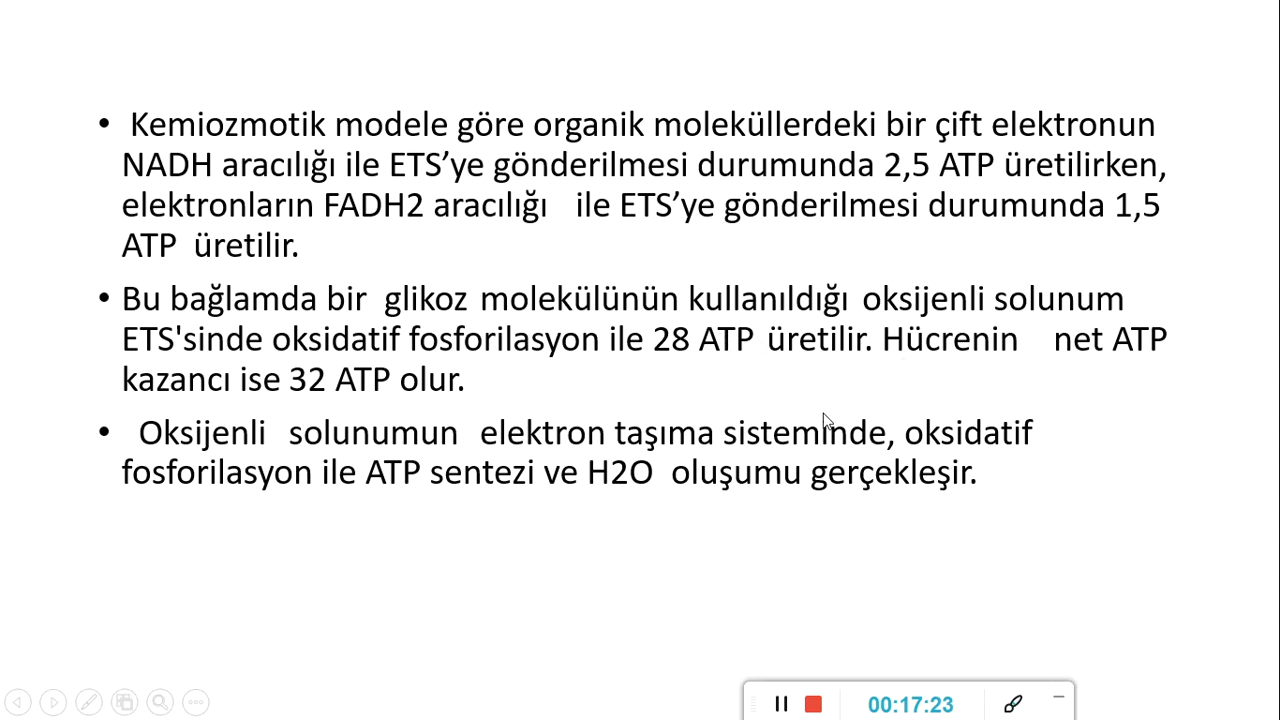 • Kemiozmotik modele göre organik moleküllerdeki bir çift elektronun
NADH aracılığı ile ETS’ye gönderilmesi durumunda 2,5 ATP üretilirken,
elektronların FADH2 aracılığı ile ETS’ye gönderilmesi durumunda 1,5
ATP üretilir.
• Bu bağlamda bir glikoz molekülünün kullanıldığı oksijenli solunum
ETS'sinde oksidatif fosforilasyon ile 28 ATP üretilir. Hücrenin net ATP
kazancı ise 32 ATP olur.
• Oksijenli solunumun elektron taşıma sisteminde, oksidatif
fosforilasyon ile ATP sentezi ve H2O oluşumu gerçekleşir.
00:17:23